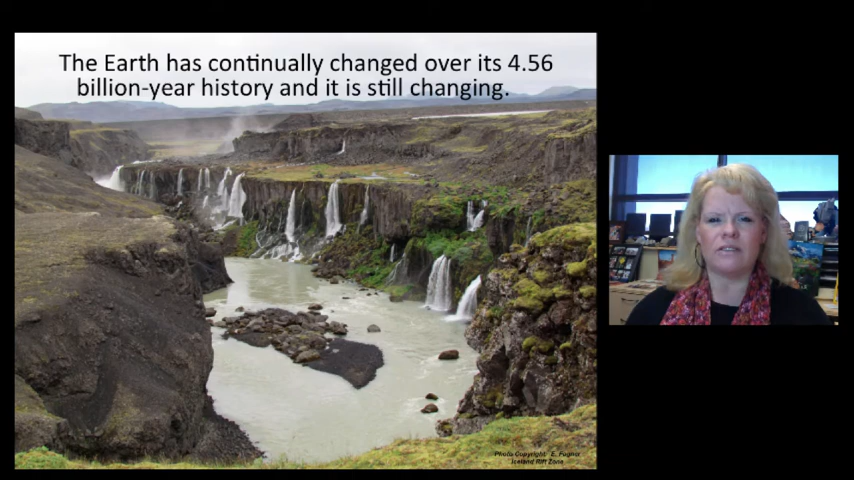 The Earth has continually changed over its 4.56
billion-year history and it is still changing.
Photo Copyright E. Fagner
Iceland Rift Zone